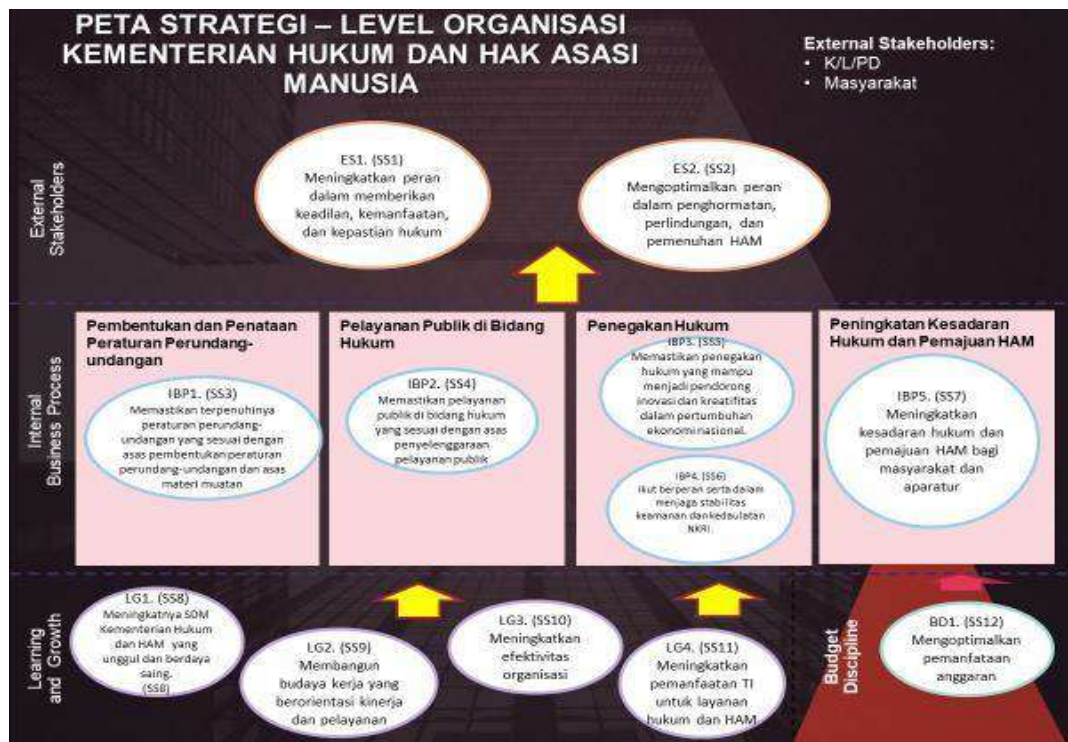 PETA STRATEGI – LEVEL ORGANISASI
KEMENTERIAN HUKUM DAN HAK ASASI
MANUSIA
External Stakeholders:
• K/L/PD
• Masyarakat
External
Stakeholders
ES1. (SS1)
Meningkatkan peran
dalam memberikan
keadilan, kemanfaatan,
dan kepastian hukum
ES2. (SS2)
Mengoptimalkan peran
dalam penghormatan,
perlindungan, dan
pemenuhan HAM
Internal
Business Process
Pembentukan dan Penataan
Peraturan Perundang-
undangan
IBP1. (SS3)
Memastikan terpenuhinya
peraturan perundang-
undangan yang sesuai dengan
asas pembentukan peraturan
perundang-undangan dan asas
materi muatan
Pelayanan Publik di Bidang
Hukum
IBP2. (SS4)
Memastikan pelayanan
publik di bidang hukum
yang sesuai dengan asas
penyelenggaraan
pelayanan publik
Penegakan Hukum
IBP3. (SS5)
Memastikan penegakan
hukum yang mampu
menjadi pendorong
inovasi dan kreatifitas
dalam pertumbuhan
ekonomi nasional.
IBP4. (SS6)
Ikut berperan serta dalam
menjaga stabilitas
keamanan dan kedaulatan
NKRI.
Peningkatan Kesadaran
Hukum dan Pemajuan HAM
IBP5. (SS7)
Meningkatkan
kesadaran hukum dan
pemajuan HAM bagi
masyarakat dan
aparatur
Learning
and Growth
LG1. (SS8)
Meningkatnya SDM
Kementerian Hukum
dan HAM yang
unggul dan berdaya
saing.
(SS8)
LG2. (SS9)
Membangun
budaya kerja yang
berorientasi kinerja
dan pelayanan
LG3. (SS10)
Meningkatkan
efektivitas
organisasi
LG4. (SS11)
Meningkatkan
pemanfaatan TI
untuk layanan
hukum dan HAM
Budget
Discipline
BD1. (SS12)
Mengoptimalkan
pemanfataan
anggaran